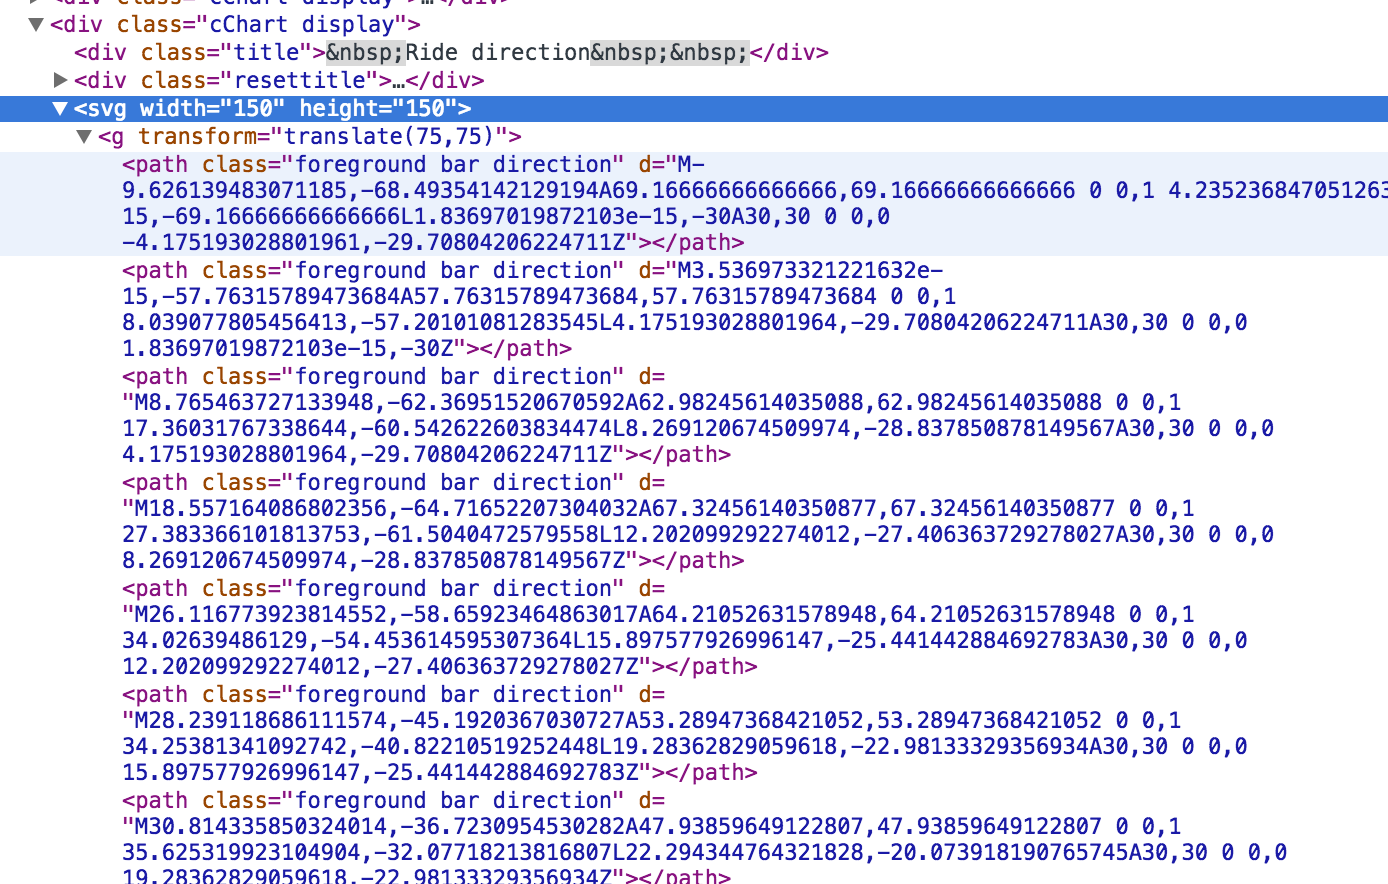 <div class="cChart display">…</div>
▼<div class="cChart display">
<div class="title">&nbsp;Ride direction&nbsp;&nbsp;</div>
▶<div class="resettitle">…</div>
▼<svg width="150" height="150">
▼<g transform="translate(75,75)">
<path class="foreground bar direction" d="M-
9.626139483071185,-68.49354142129194A69.16666666666666,69.16666666666666 0 0,1 4.235236847051263
15,-69.16666666666666L1.83697019872103e-15,-30A30,30 0 0,0
-4.175193028801961,-29.708042062247​11Z"></path>
<path class="foreground bar direction" d="M3.536973321221632e-
15,-57.76315789473684A57.76315789473684,57.76315789473684 0 0,1
8.039077805456413,-57.20101081283545L4.175193028801964,-29.70804206224711A30,30 0 0,0
1.83697019872103e-15,-30Z"></path>
<path class="foreground bar direction" d=
"M8.765463727133948,-62.36951520670592A62.98245614035088,62.98245614035088 0 0,1
17.36031767338644,-60.542622603834474L8.269120674509974,-28.837850878149567A30,30 0 0,0
4.175193028801964,-29.70804206224711Z"></path>
<path class="foreground bar direction" d=
"M18.557164086802356,-64.71652207304032A67.32456140350877,67.32456140350877 0 0,1
27.383366101813753,-61.5040472579558L12.202099292274012,-27.406363729278027A30,30 0 0,0
8.269120674509974,-28.837850878149567Z"></path>
<path class="foreground bar direction" d=
"M26.116773923814552,-58.65923464863017A64.21052631578948,64.21052631578948 0 0,1
34.02639486129,-54.453614595307364L15.897577926996147,-25.441442884692783A30,30 0 0,0
12.202099292274012,-27.406363729278027Z"></path>
<path class="foreground bar direction" d=
"M28.239118686111574,-45.1920367030727A53.28947368421052,53.28947368421052 0 0,1
34.25381341092742,-40.82210519252448L19.28362829059618,-22.98133329356934A30,30 0 0,0
15.897577926996147,-25.441442884692783Z"></path>
<path class="foreground bar direction" d=
"M30.814335850324014,-36.7230954530282A47.93859649122807,47.93859649122807 0 0,1
35.625319923104904,-32.07718213816807L22.294344764321828,-20.073918190765745A30,30 0 0,0
19.28362829059618,-22.98133329356934Z"></path>